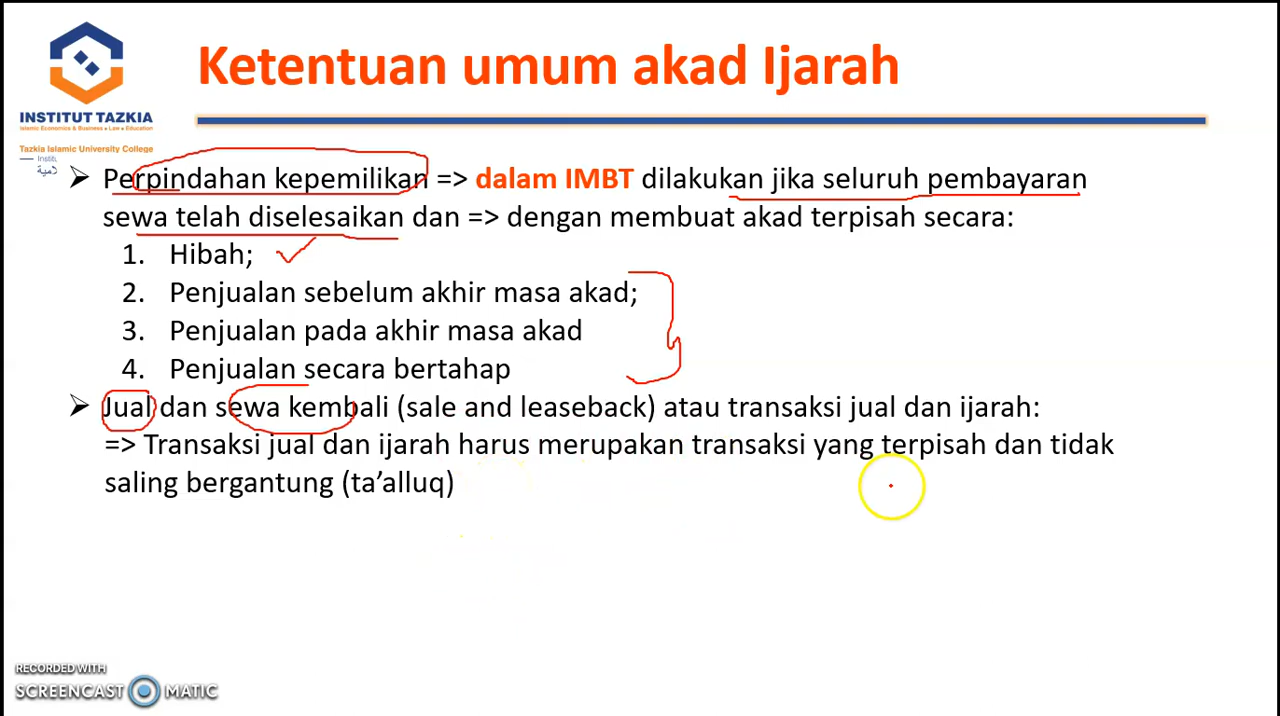 Ketentuan umum akad Ijarah
INSTITUT TAZKIA
Islamic Economics & Business • Law • Education
Tazkia Islamic University College
➢ Perpindahan kepemilikan => dalam IMBT dilakukan jika seluruh pembayaran
sewa telah diselesaikan dan => dengan membuat akad terpisah secara:
1. Hibah;
2. Penjualan sebelum akhir masa akad;
3. Penjualan pada akhir masa akad
4. Penjualan secara bertahap
➢ Jual dan sewa kembali (sale and leaseback) atau transaksi jual dan ijarah:
=> Transaksi jual dan ijarah harus merupakan transaksi yang terpisah dan tidak
saling bergantung (ta’alluq)
RECORDED WITH
SCREENCAST MATIC